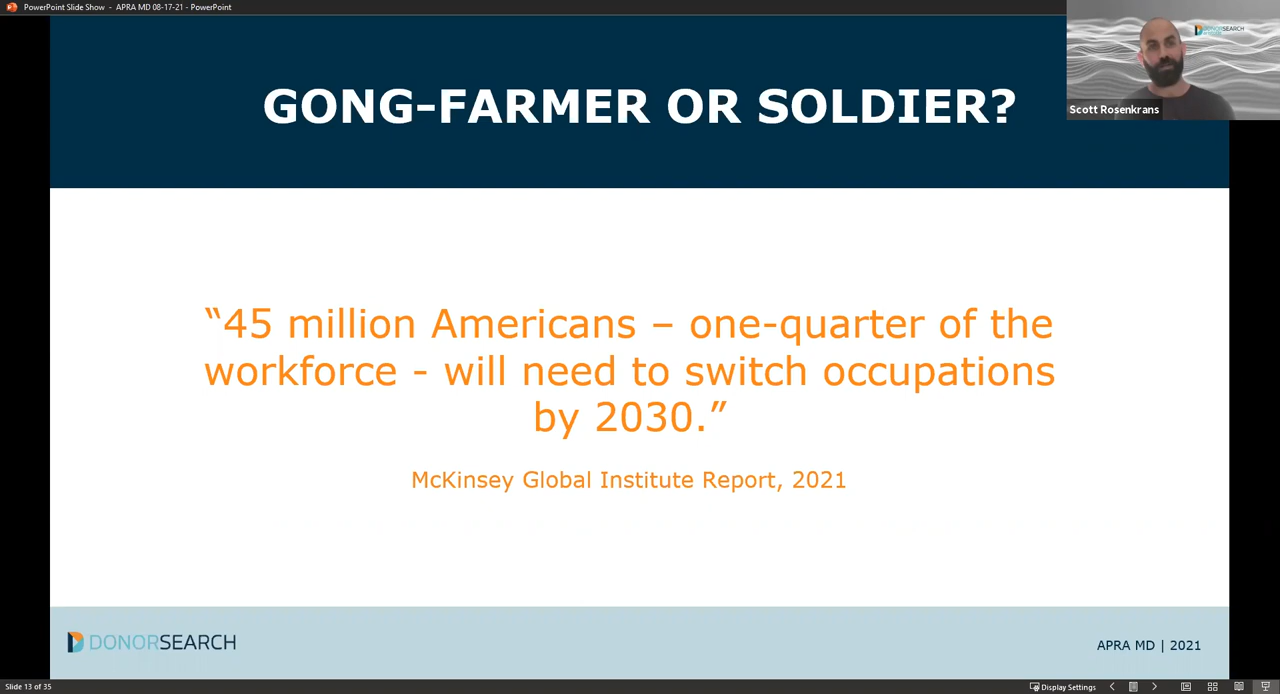 PowerPoint Slide Show - APRA MD 08-17-21 - PowerPoint
DONORSEARCH
Scott Rosenkrans
GONG-FARMER OR SOLDIER?
“45 million Americans – one-quarter of the
workforce - will need to switch occupations
by 2030.”
McKinsey Global Institute Report, 2021
DONORSEARCH
APRA MD | 2021
Slide 13 of 35
Display Settings